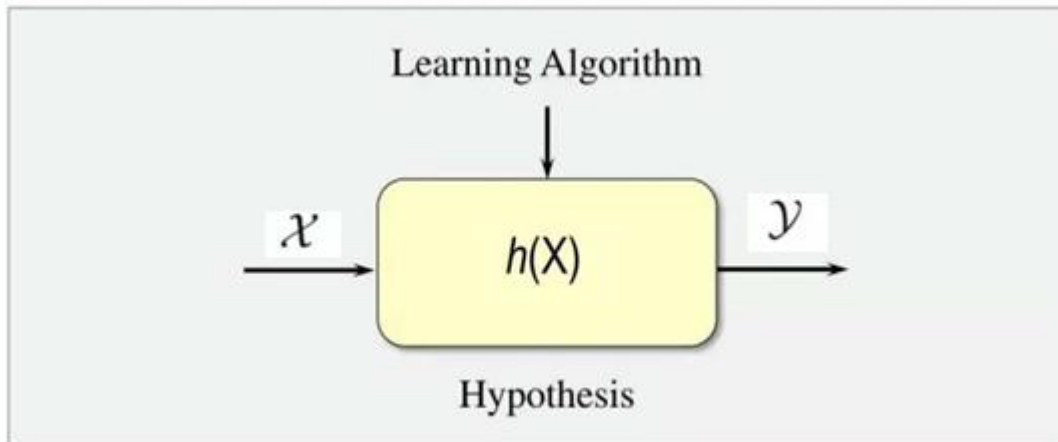 Learning Algorithm
𝒳
h(X)
𝒴
Hypothesis